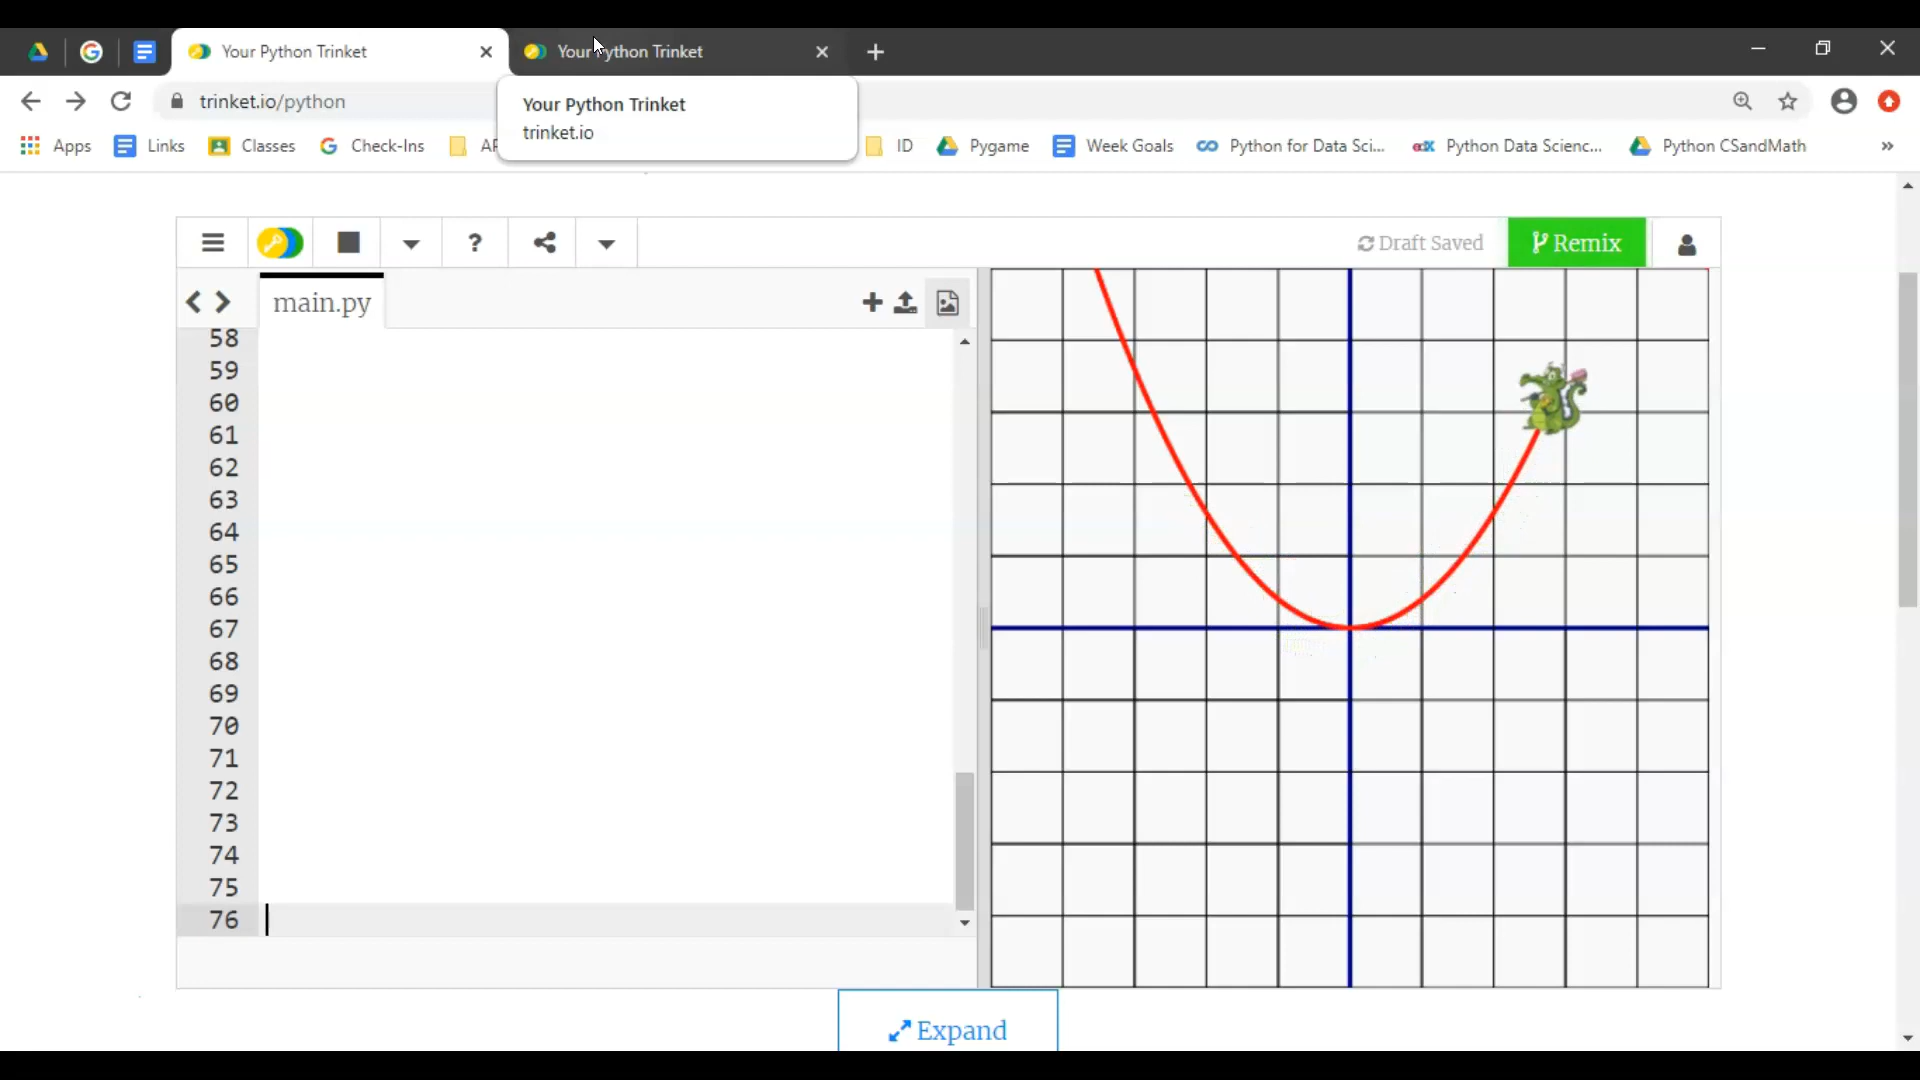 Your Python Trinket
Your Python Trinket
trinket.io/python
Your Python Trinket
trinket.io
Apps
Links
Classes
Check-Ins
ID
Pygame
Week Goals
Python for Data Sci...
Python Data Scienc...
Python CSandMath
»
?
Draft Saved
Remix
main.py
58
59
60
61
62
63
64
65
66
67
68
69
70
71
72
73
74
75
76
Expand